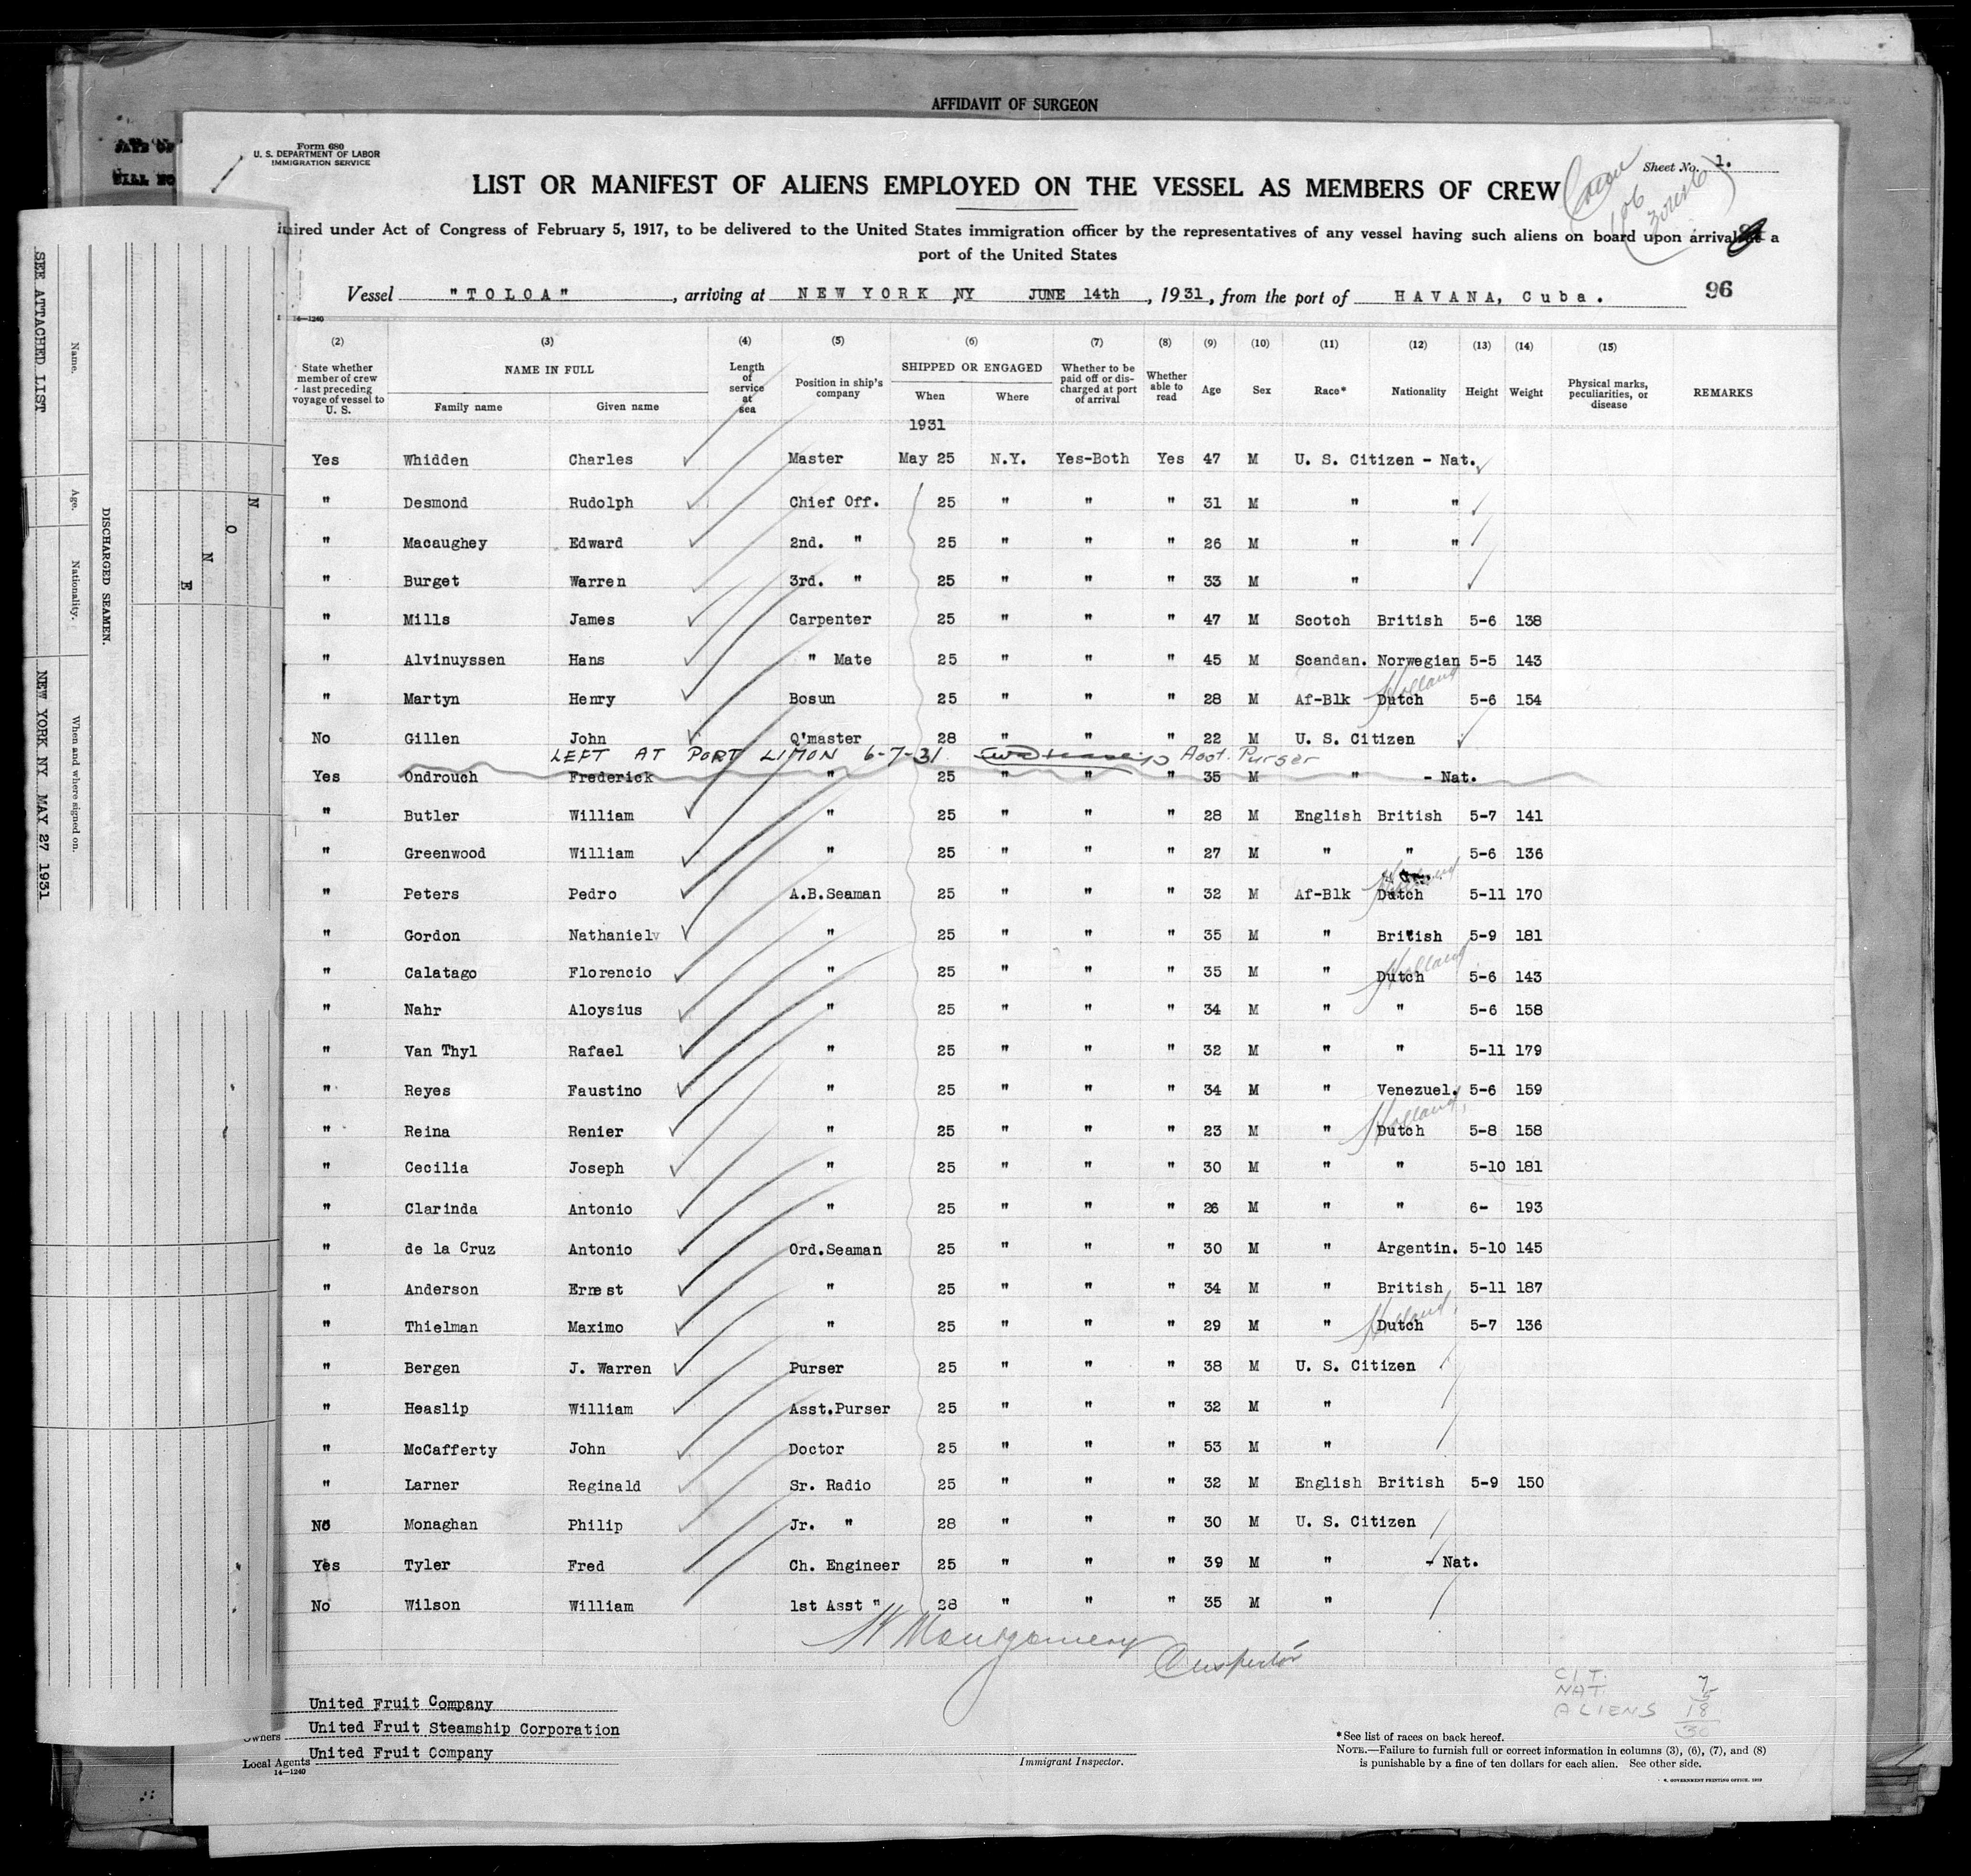 AFFIDAVIT OF SURGEON
Form 680
U. S. DEPARTMENT OF LABOR
IMMIGRATION SERVICE
Sheet No. 1.
LIST OR MANIFEST OF ALIENS EMPLOYED ON THE VESSEL AS MEMBERS OF CREW
uired under Act of Congress of February 5, 1917, to be delivered to the United States immigration officer by the representatives of any vessel having such aliens on board upon arrival at a
port of the United States
Vessel "TOLOA", arriving at NEW YORK, NY JUNE 14th, 1931, from the port of HAVANA, Cuba.
96
14—1240
(2) (3) (4) (5) (6) (7) (8) (9) (10) (11) (12) (13) (14) (15)
State whether member of crew last preceding voyage of vessel to U. S.
NAME IN FULL
Family name Given name
Length of service at sea
Position in ship's company
SHIPPED OR ENGAGED
When Where
Whether to be paid off or discharged at port of arrival
Whether able to read
Age Sex Race* Nationality Height Weight
Physical marks, peculiarities, or disease
REMARKS
1931
Yes Whidden Charles Master May 25 N.Y. Yes-Both Yes 47 M U. S. Citizen - Nat.
" Desmond Rudolph Chief Off. 25 " " " 31 M " "
" Macaughey Edward 2nd. " 25 " " " 26 M " "
" Burget Warren 3rd. " 25 " " " 33 M "
" Mills James Carpenter 25 " " " 47 M Scotch British 5-6 138
" Alvinuyssen Hans " Mate 25 " " " 45 M Scandan. Norwegian 5-5 143
" Martyn Henry Bosun 25 " " " 28 M Af-Blk Dutch Holland 5-6 154
No Gillen John Q'master 28 " " " 22 M U. S. Citizen
LEFT AT PORT LIMON 6-7-31 Asst. Purser
Yes Ondrouch Frederick " 25 " " " 35 M " - Nat.
" Butler William " 25 " " " 28 M English British 5-7 141
" Greenwood William " 25 " " " 27 M " " 5-6 136
" Peters Pedro A.B.Seaman 25 " " " 32 M Af-Blk Dutch Holland 5-11 170
" Gordon Nathaniel " 25 " " " 35 M " British 5-9 181
" Calatago Florencio " 25 " " " 35 M " Dutch Holland 5-6 143
" Nahr Aloysius " 25 " " " 34 M " " 5-6 158
" Van Thyl Rafael " 25 " " " 32 M " " 5-11 179
" Reyes Faustino " 25 " " " 34 M " Venezuel. 5-6 159
" Reina Renier " 25 " " " 23 M " Dutch Holland 5-8 158
" Cecilia Joseph " 25 " " " 30 M " " 5-10 181
" Clarinda Antonio " 25 " " " 26 M " " 6- 193
" de la Cruz Antonio Ord.Seaman 25 " " " 30 M " Argentin. 5-10 145
" Anderson Ernest " 25 " " " 34 M " British 5-11 187
" Thielman Maximo " 25 " " " 29 M " Dutch Holland 5-7 136
" Bergen J. Warren Purser 25 " " " 38 M U. S. Citizen
" Heaslip William Asst.Purser 25 " " " 32 M "
" McCafferty John Doctor 25 " " " 53 M "
" Larner Reginald Sr. Radio 25 " " " 32 M English British 5-9 150
No Monaghan Philip Jr. " 28 " " " 30 M U. S. Citizen
Yes Tyler Fred Ch. Engineer 25 " " " 39 M " - Nat.
No Wilson William 1st Asst " 28 " " " 35 M "
H Montgomery
Inspector
CIT. 7
NAT. 5
ALIENS 18
30
United Fruit Company
Owners United Fruit Steamship Corporation
Local Agents United Fruit Company
14—1240
Immigrant Inspector.
*See list of races on back hereof.
NOTE.—Failure to furnish full or correct information in columns (3), (6), (7), and (8)
is punishable by a fine of ten dollars for each alien. See other side.
SEE ATTACHED LIST
NEW YORK NY MAY 27 1931
Name.
Age.
Nationality.
When and where signed on.
DISCHARGED SEAMEN.
N O N E